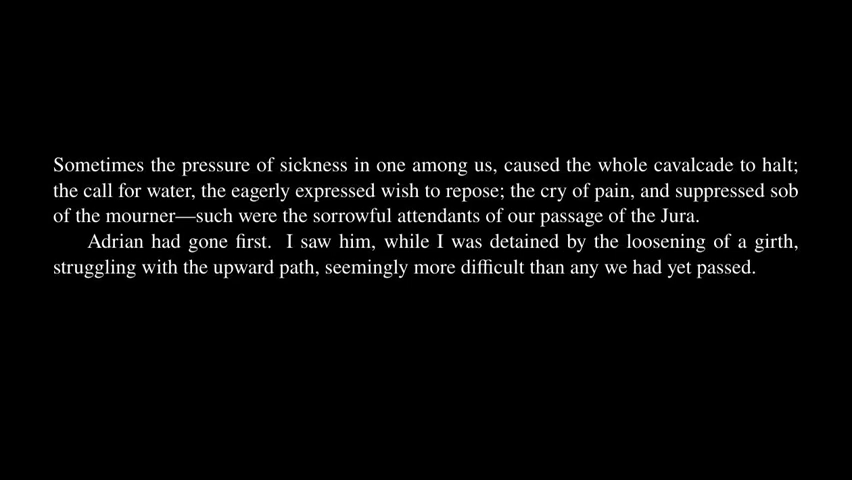 Sometimes the pressure of sickness in one among us, caused the whole cavalcade to halt;
the call for water, the eagerly expressed wish to repose; the cry of pain, and suppressed sob
of the mourner—such were the sorrowful attendants of our passage of the Jura.
Adrian had gone first. I saw him, while I was detained by the loosening of a girth,
struggling with the upward path, seemingly more difficult than any we had yet passed.